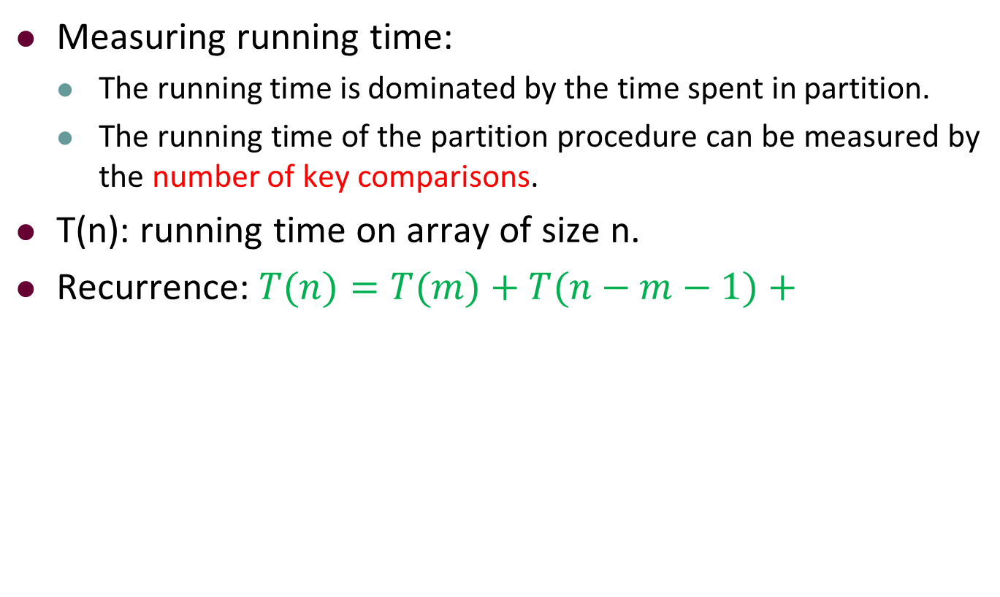 ● Measuring running time:
● The running time is dominated by the time spent in partition.
● The running time of the partition procedure can be measured by
the number of key comparisons.
● T(n): running time on array of size n.
● Recurrence: 𝑇(𝑛) = 𝑇(𝑚) + 𝑇(𝑛 − 𝑚 − 1) +